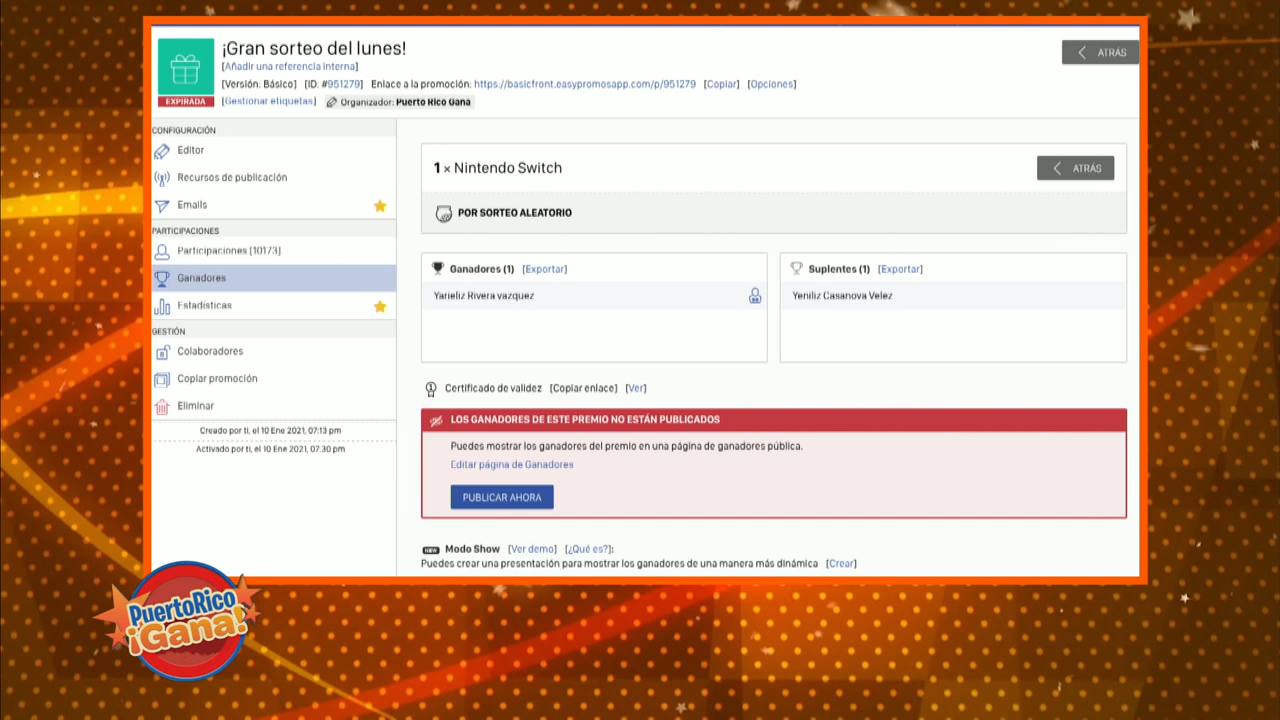 ¡Gran sorteo del lunes!
[Añadir una referencia interna]
[Versión: Básico] [ID: #951279] Enlace a la promoción: https://basicfront.easypromosapp.com/p/951279 [Copiar] [Opciones]
EXPIRADA
[Gestionar etiquetas] Organizador: Puerto Rico Gana
ATRÁS
CONFIGURACIÓN
Editor
Recursos de publicación
Emails
PARTICIPACIONES
Participaciones [10173]
Ganadores
Estadísticas
GESTIÓN
Colaboradores
Copiar promoción
Eliminar
Creado por ti, el 10 Ene 2021, 07:13 pm
Activado por ti, el 10 Ene 2021, 07:30 pm
1 × Nintendo Switch
ATRÁS
POR SORTEO ALEATORIO
Ganadores (1) [Exportar]
Yarieliz Rivera vazquez
Suplentes (1) [Exportar]
Yeniliz Casanova Velez
Certificado de validez [Copiar enlace] [Ver]
LOS GANADORES DE ESTE PREMIO NO ESTÁN PUBLICADOS
Puedes mostrar los ganadores del premio en una página de ganadores pública.
Editar página de Ganadores
PUBLICAR AHORA
NEW Modo Show [Ver demo] [¿Qué es?]:
Puedes crear una presentación para mostrar los ganadores de una manera más dinámica [Crear]
PuertoRico
¡Gana!